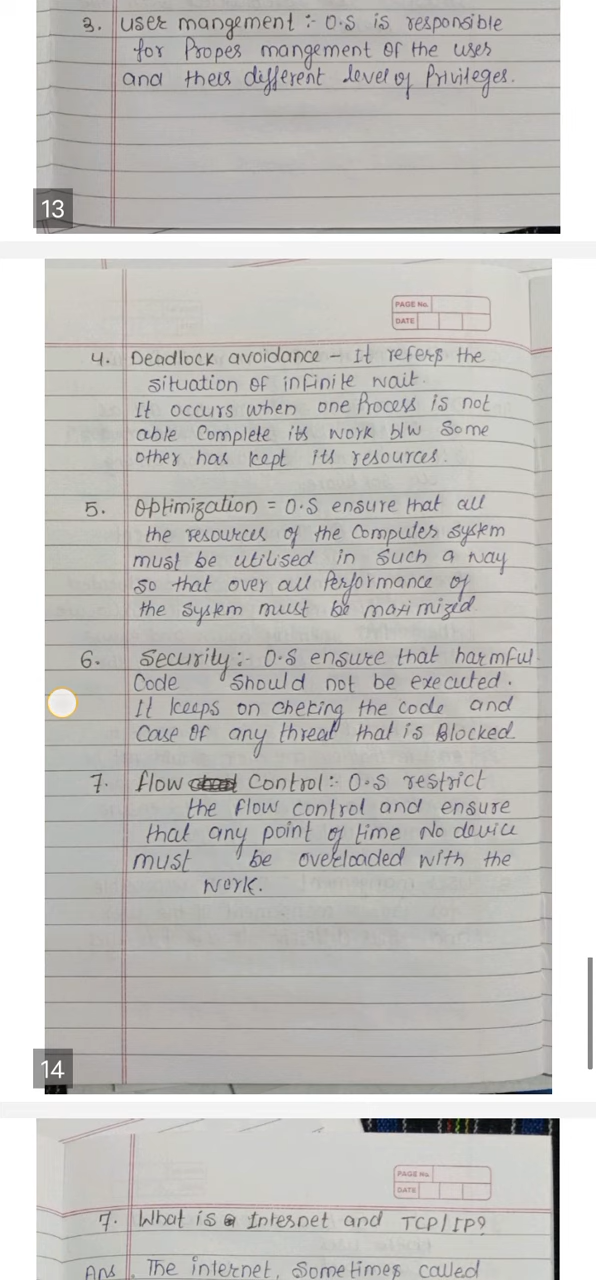 3. User mangement :- O.S is responsible
for Propes mangement of the uses
and theis different level of Privileges.
13
PAGE No.
DATE
4. Deadlock avoidance - It refers the
situation of infinite wait.
It occurs when one Process is not
able Complete its work b/w Some
other has kept its resources.
5. Optimization = O.S ensure that all
the resources of the Computer System
must be utilised in such a way
so that over all Performance of
the system must be maximized
6. Security :- O.S ensure that harmful
Code should not be executed.
It keeps on cheking the code and
Case of any threat that is Blocked
7. flow Control :- O.S restrict
the flow control and ensure
that any point of time No device
must be overloaded with the
work.
14
PAGE No.
DATE
7. What is Internet and TCP/IP?
Ans. The internet, Sometimes called